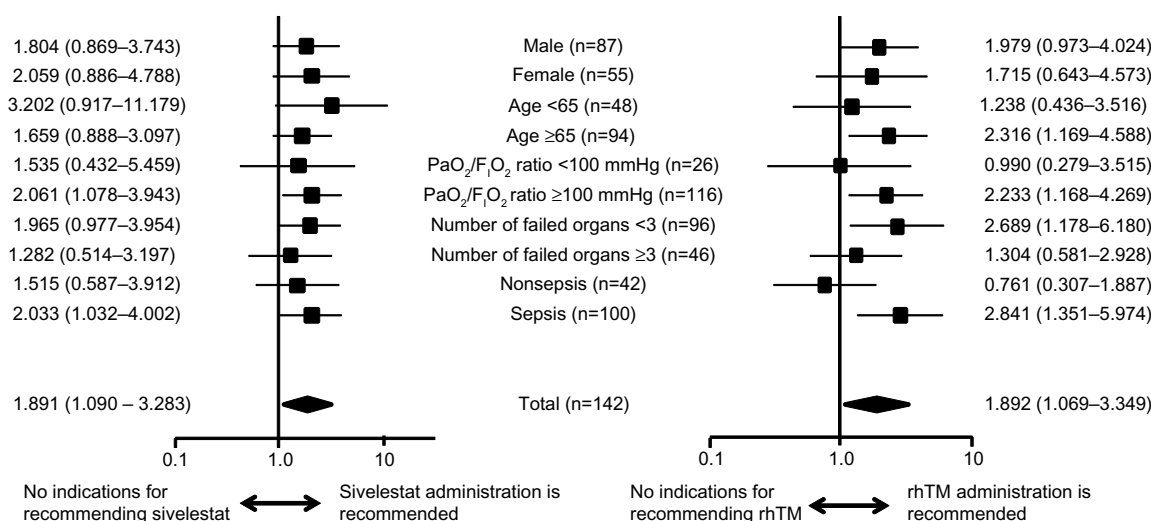 1.804 (0.869–3.743) Male (n=87) 1.979 (0.973–4.024)
2.059 (0.886–4.788) Female (n=55) 1.715 (0.643–4.573)
3.202 (0.917–11.179) Age <65 (n=48) 1.238 (0.436–3.516)
1.659 (0.888–3.097) Age ≥65 (n=94) 2.316 (1.169–4.588)
1.535 (0.432–5.459) PaO₂/FᵢO₂ ratio <100 mmHg (n=26) 0.990 (0.279–3.515)
2.061 (1.078–3.943) PaO₂/FᵢO₂ ratio ≥100 mmHg (n=116) 2.233 (1.168–4.269)
1.965 (0.977–3.954) Number of failed organs <3 (n=96) 2.689 (1.178–6.180)
1.282 (0.514–3.197) Number of failed organs ≥3 (n=46) 1.304 (0.581–2.928)
1.515 (0.587–3.912) Nonsepsis (n=42) 0.761 (0.307–1.887)
2.033 (1.032–4.002) Sepsis (n=100) 2.841 (1.351–5.974)
1.891 (1.090 – 3.283) Total (n=142) 1.892 (1.069–3.349)
0.1 1.0 10 0.1 1.0 10
No indications for Sivelestat administration is No indications for rhTM administration is
recommending sivelestat recommended recommending rhTM recommended